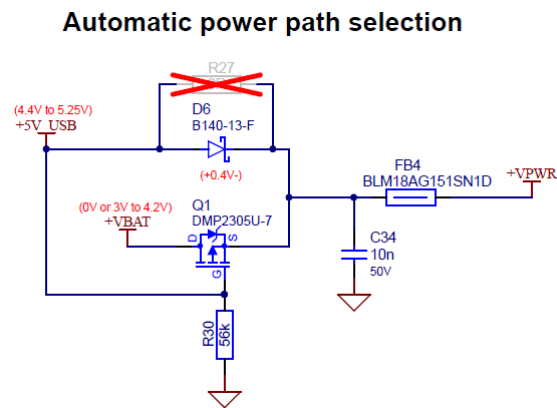 Automatic power path selection
R27
(4.4V to 5.25V)
+5V_USB
D6
B140-13-F
(+0.4V-)
FB4
BLM18AG151SN1D
+VPWR
(0V or 3V to 4.2V)
+VBAT
Q1
DMP2305U-7
D
S
G
C34
10n
50V
R30
56k